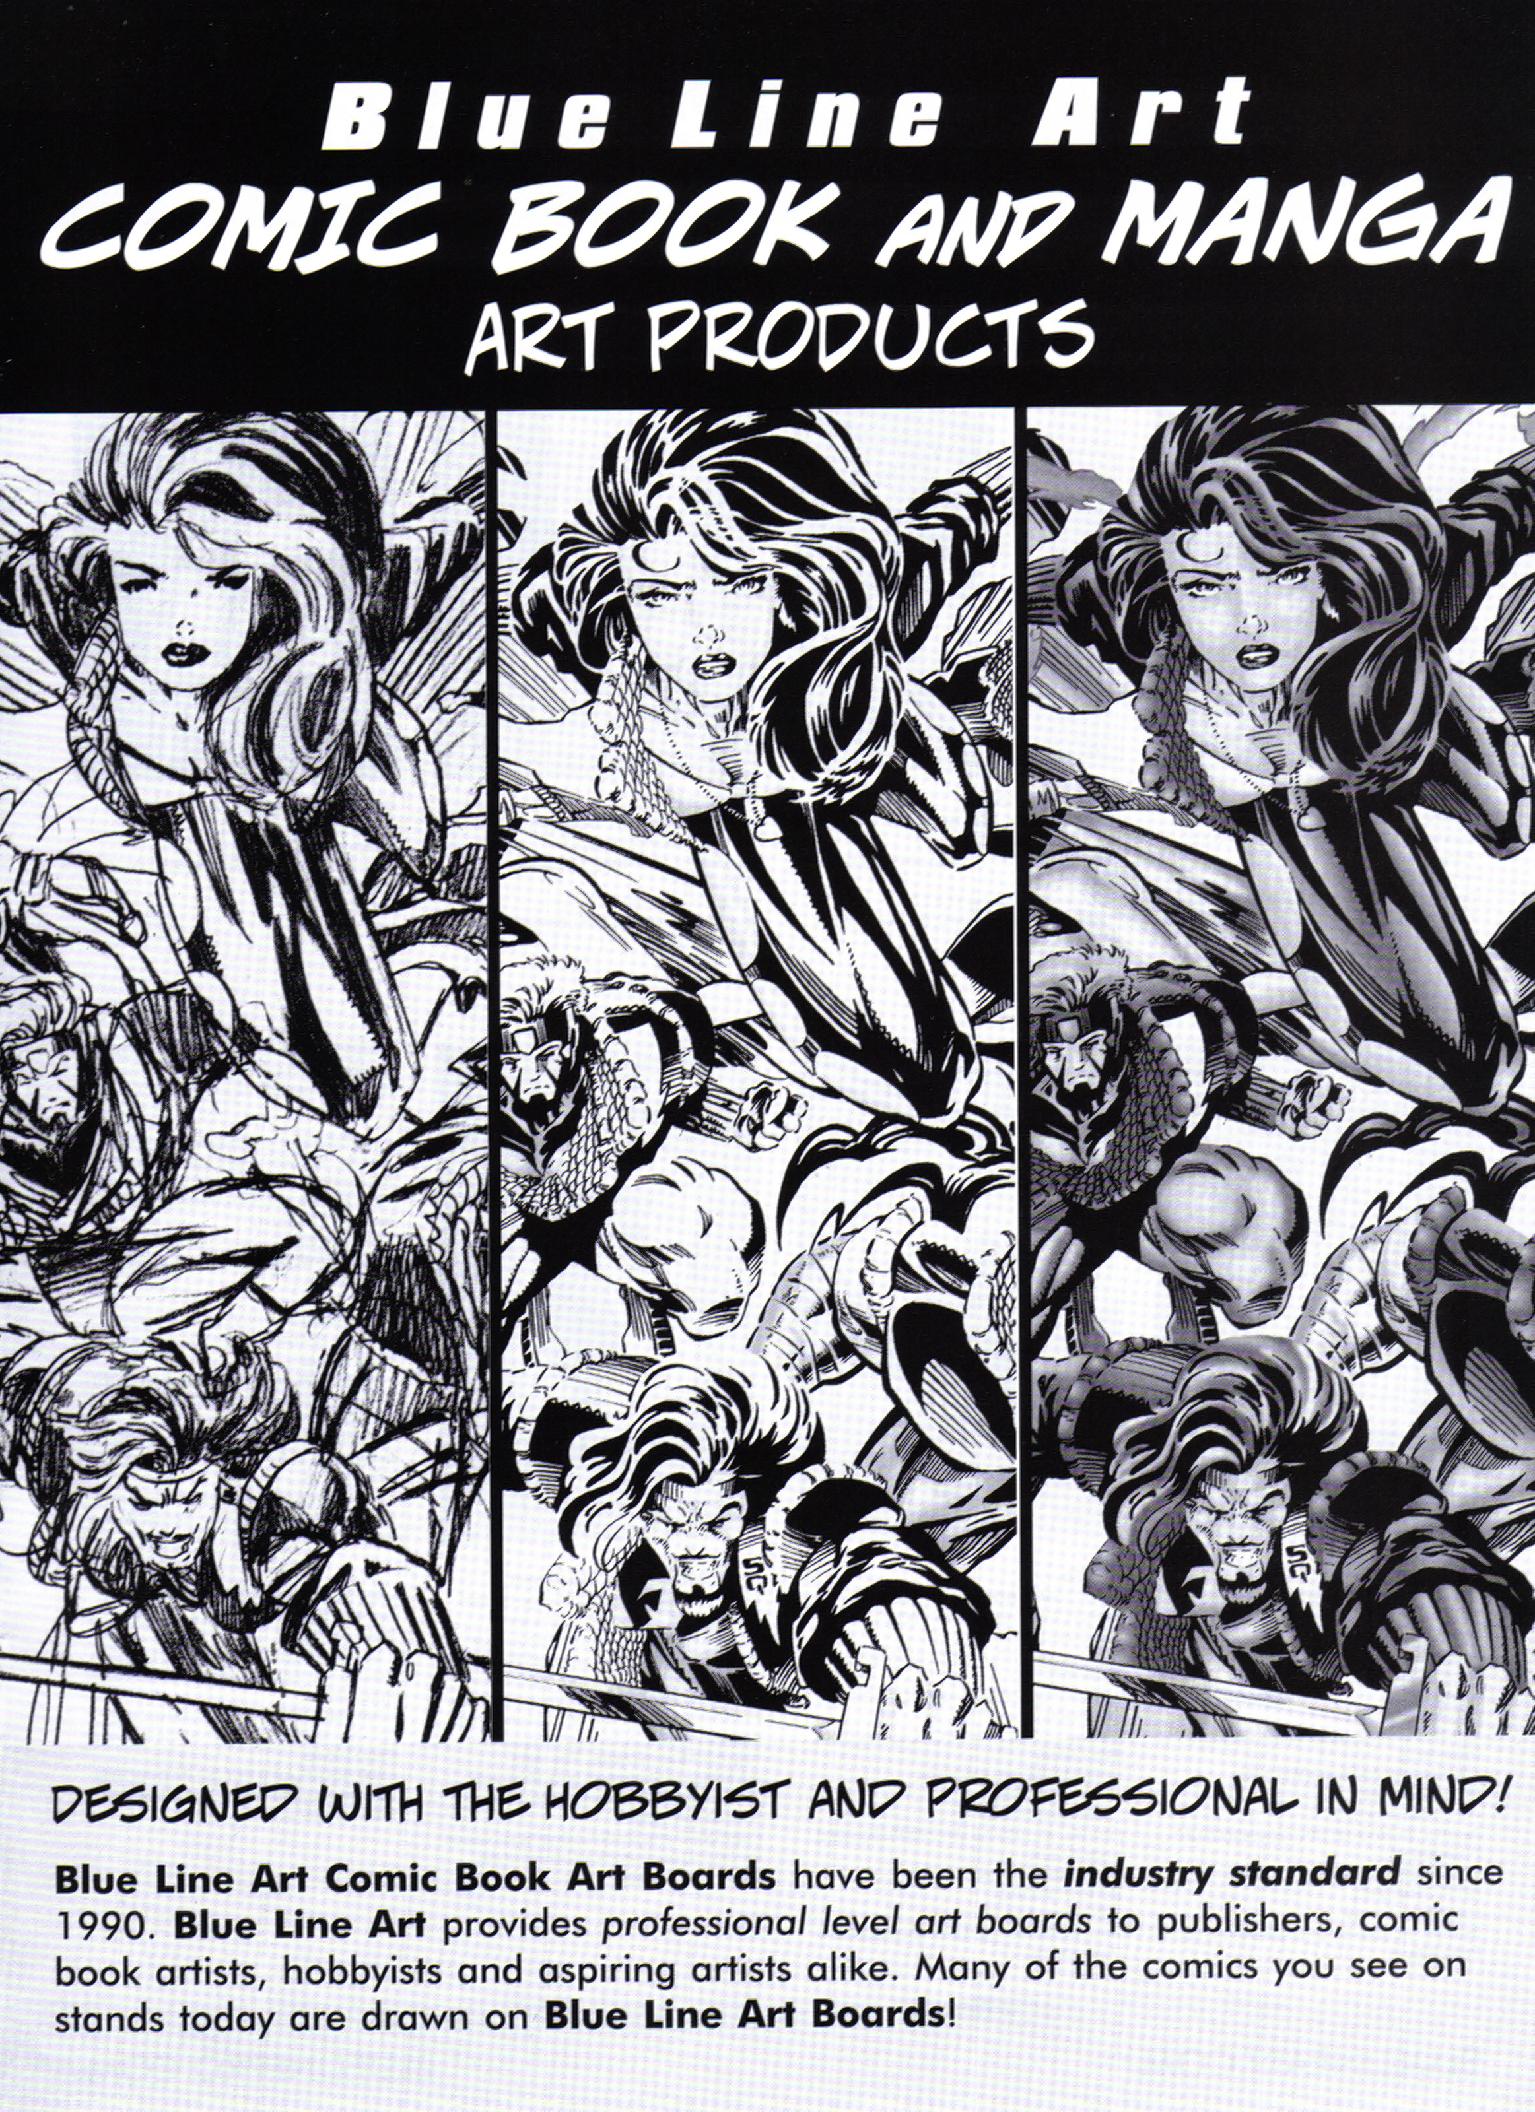 Blue Line Art
COMIC BOOK AND MANGA
ART PRODUCTS
DESIGNED WITH THE HOBBYIST AND PROFESSIONAL IN MIND!
Blue Line Art Comic Book Art Boards have been the industry standard since
1990. Blue Line Art provides professional level art boards to publishers, comic
book artists, hobbyists and aspiring artists alike. Many of the comics you see on
stands today are drawn on Blue Line Art Boards!